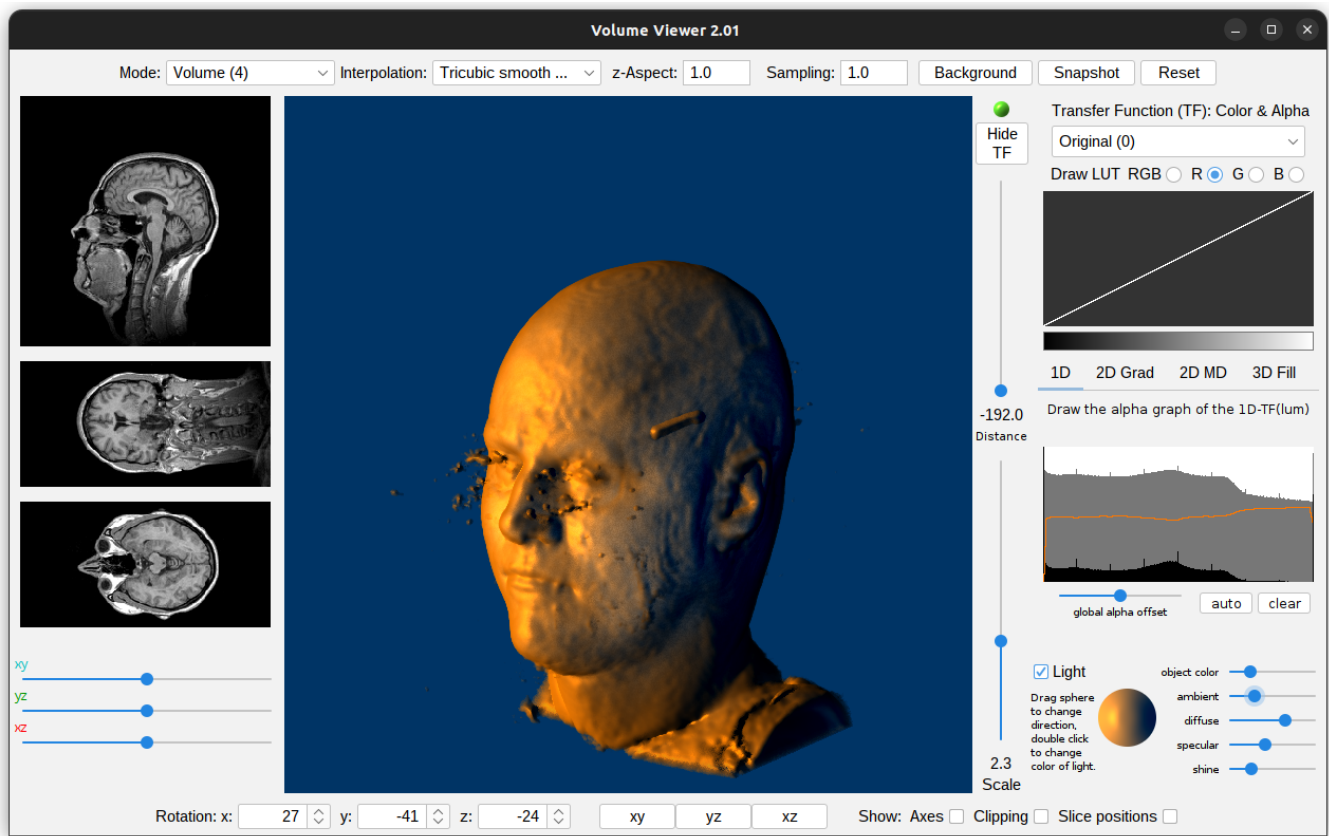 Volume Viewer 2.01
Mode: Volume (4) Interpolation: Tricubic smooth ... z-Aspect: 1.0 Sampling: 1.0 Background Snapshot Reset
Hide
TF
-192.0
Distance
2.3
Scale
Transfer Function (TF): Color & Alpha
Original (0)
Draw LUT RGB R G B
1D 2D Grad 2D MD 3D Fill
Draw the alpha graph of the 1D-TF(lum)
global alpha offset auto clear
xy
yz
xz
Light
Drag sphere
to change
direction,
double click
to change
color of light.
object color
ambient
diffuse
specular
shine
Rotation: x: 27 y: -41 z: -24 xy yz xz Show: Axes Clipping Slice positions